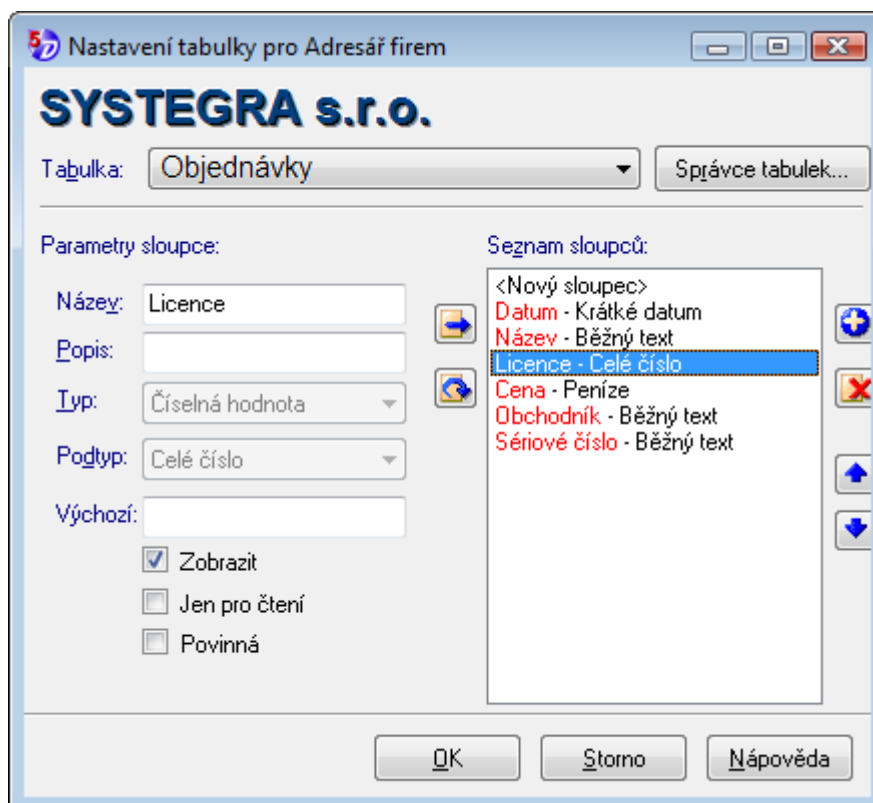 Nastavení tabulky pro Adresář firem
SYSTEGRA s.r.o.
Tabulka: Objednávky Správce tabulek...
Parametry sloupce:
Název: Licence
Popis:
Typ: Číselná hodnota
Podtyp: Celé číslo
Výchozí:
Zobrazit
Jen pro čtení
Povinná
Seznam sloupců:
<Nový sloupec>
Datum - Krátké datum
Název - Běžný text
Licence - Celé číslo
Cena - Peníze
Obchodník - Běžný text
Sériové číslo - Běžný text
OK Storno Nápověda